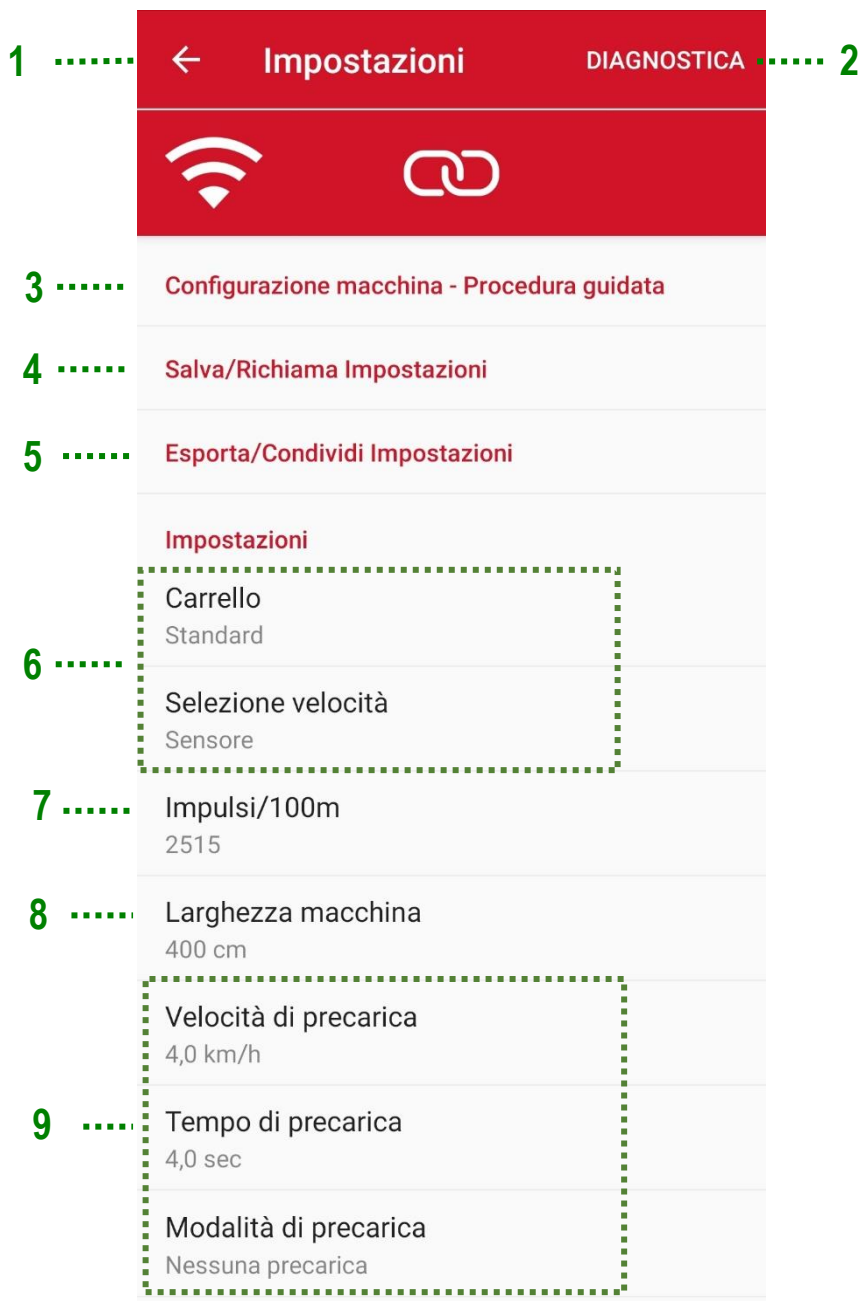 1 Impostazioni DIAGNOSTICA 2
3 Configurazione macchina - Procedura guidata
4 Salva/Richiama Impostazioni
5 Esporta/Condividi Impostazioni
Impostazioni
Carrello
Standard
6
Selezione velocità
Sensore
7 Impulsi/100m
2515
8 Larghezza macchina
400 cm
Velocità di precarica
4,0 km/h
9 Tempo di precarica
4,0 sec
Modalità di precarica
Nessuna precarica